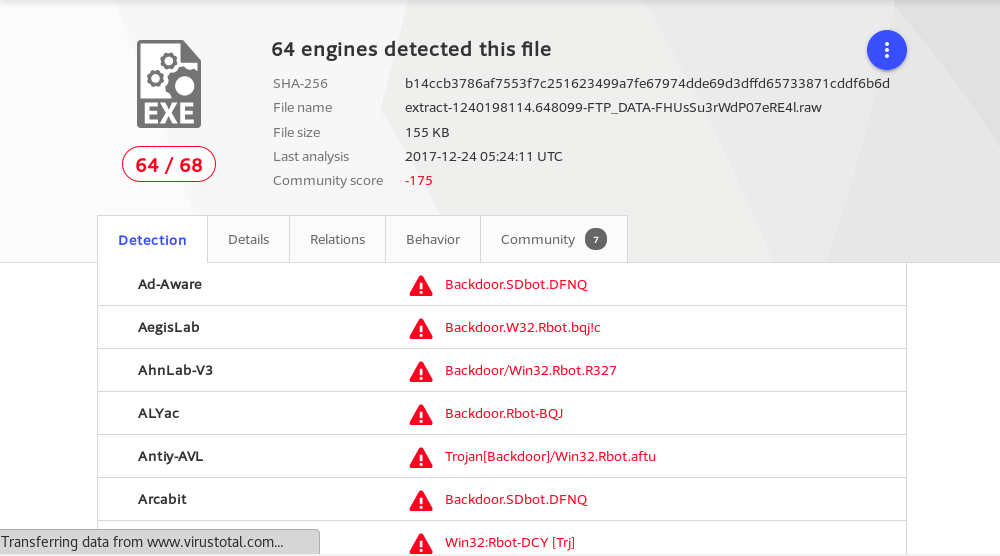 64 engines detected this file
EXE
64 / 68
SHA-256 b14ccb3786af7553f7c251623499a7fe67974dde69d3dffd65733871cddf6b6d
File name extract-1240198114.648099-FTP_DATA-FHUsSu3rWdP07eRE4l.raw
File size 155 KB
Last analysis 2017-12-24 05:24:11 UTC
Community score -175
Detection Details Relations Behavior Community 7
Ad-Aware Backdoor.SDbot.DFNQ
AegisLab Backdoor.W32.Rbot.bqj!c
AhnLab-V3 Backdoor/Win32.Rbot.R327
ALYac Backdoor.Rbot-BQJ
Antiy-AVL Trojan[Backdoor]/Win32.Rbot.aftu
Arcabit Backdoor.SDbot.DFNQ
Win32:Rbot-DCY [Trj]
Transferring data from www.virustotal.com...